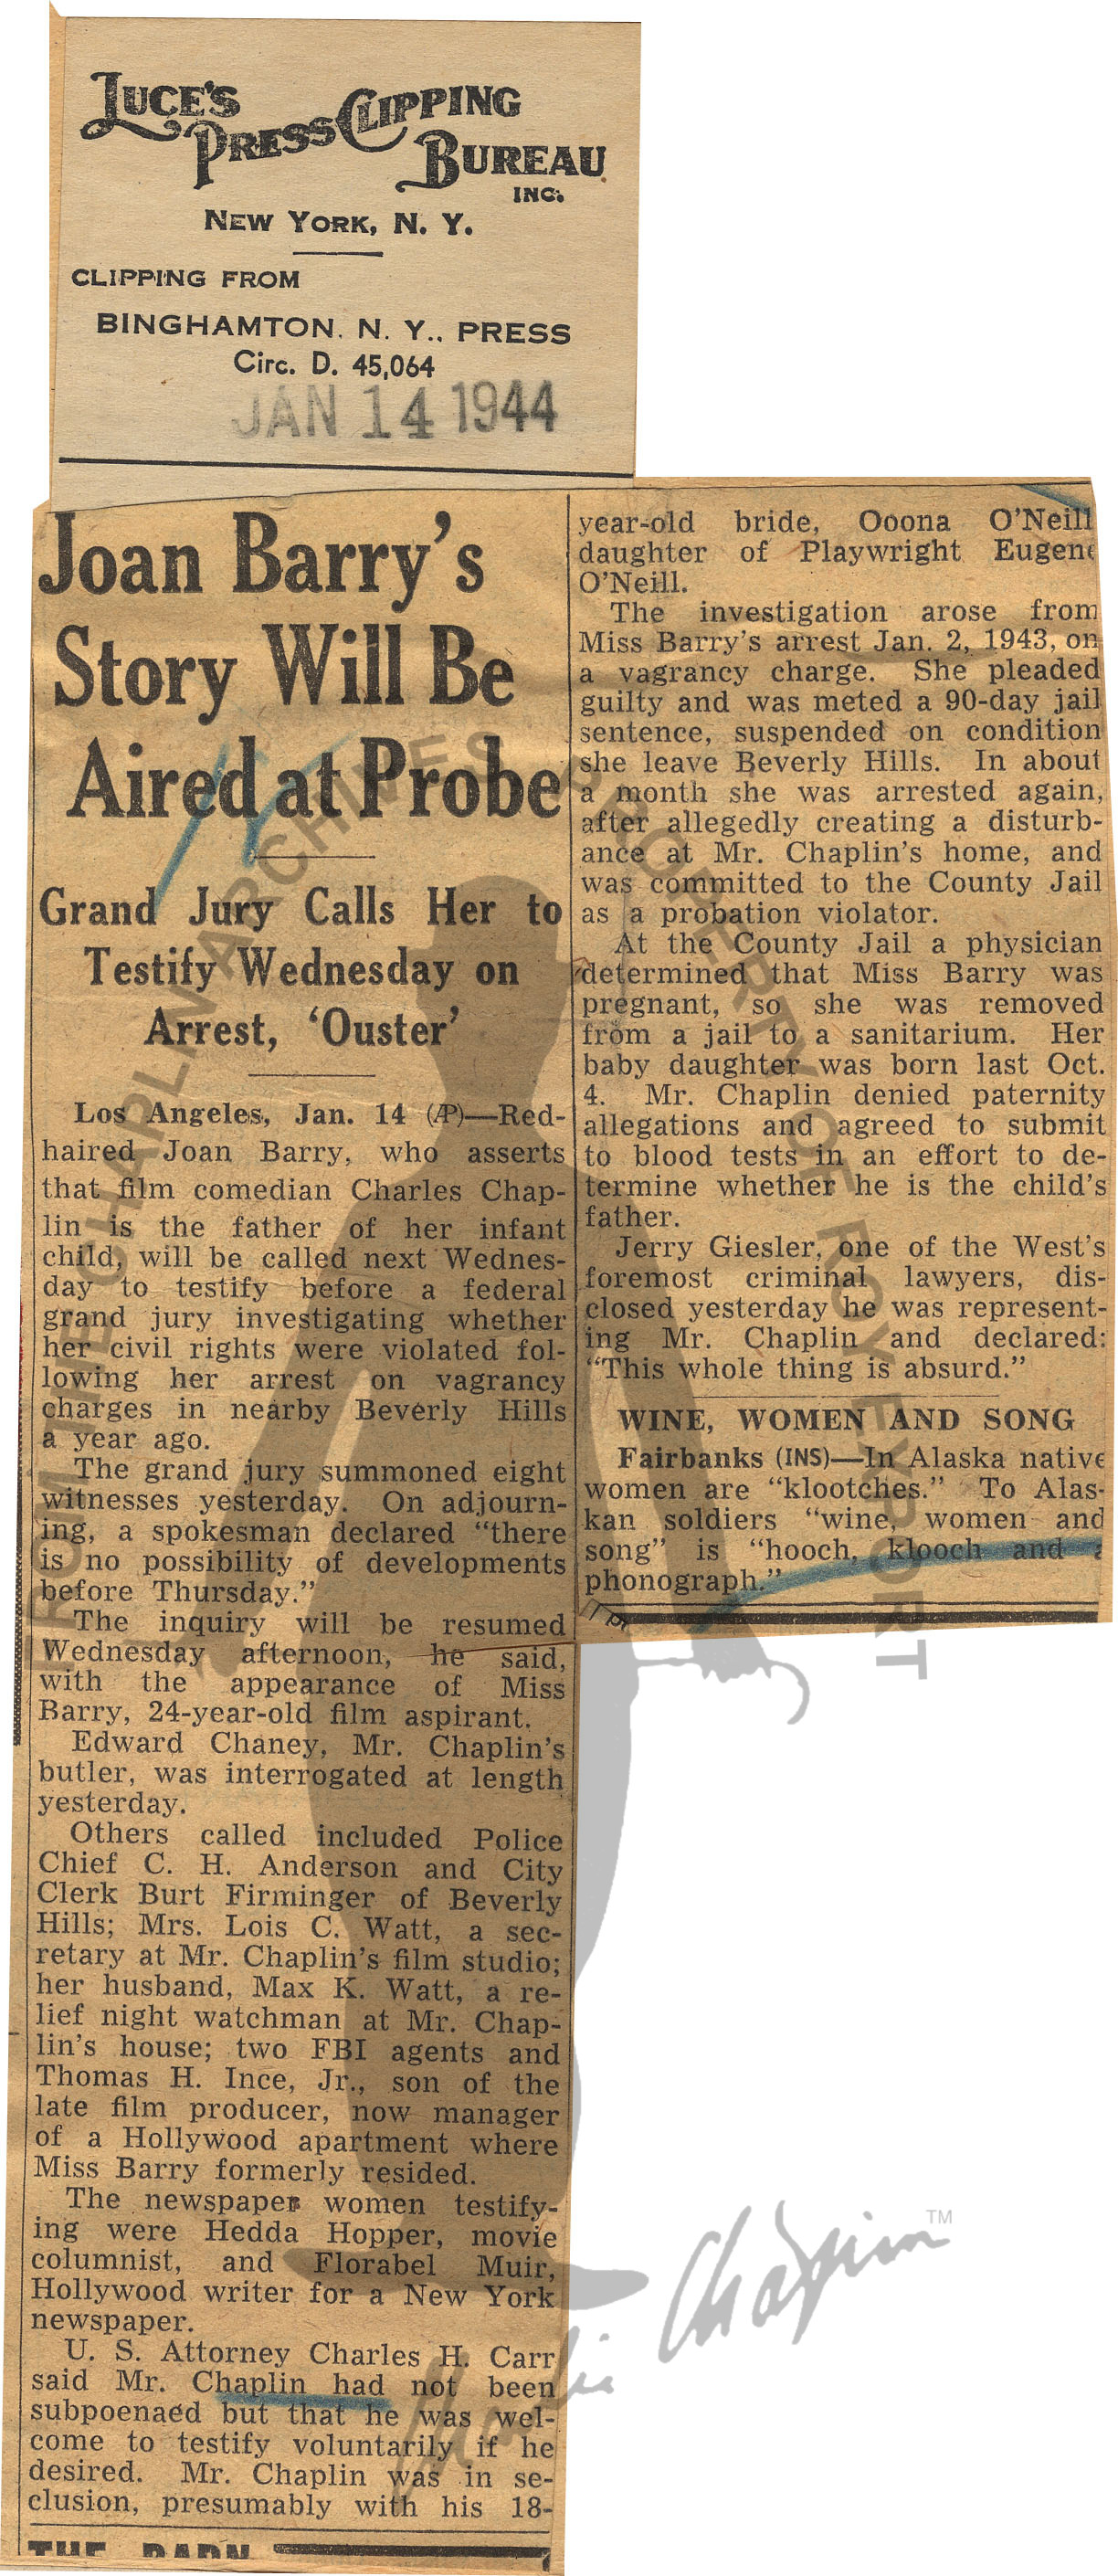 LUCE'S
PRESS CLIPPING
BUREAU
INC.
NEW YORK, N. Y.
CLIPPING FROM
BINGHAMTON, N. Y., PRESS
Circ. D. 45,064
JAN 14 1944
Joan Barry's
Story Will Be
Aired at Probe
Grand Jury Calls Her to
Testify Wednesday on
Arrest, 'Ouster'
Los Angeles, Jan. 14 (AP)—Red-
haired Joan Barry, who asserts
that film comedian Charles Chap-
lin is the father of her infant
child, will be called next Wednes-
day to testify before a federal
grand jury investigating whether
her civil rights were violated fol-
lowing her arrest on vagrancy
charges in nearby Beverly Hills
a year ago.
The grand jury summoned eight
witnesses yesterday. On adjourn-
ing, a spokesman declared "there
is no possibility of developments
before Thursday."
The inquiry will be resumed
Wednesday afternoon, he said,
with the appearance of Miss
Barry, 24-year-old film aspirant.
Edward Chaney, Mr. Chaplin's
butler, was interrogated at length
yesterday.
Others called included Police
Chief C. H. Anderson and City
Clerk Burt Firminger of Beverly
Hills; Mrs. Lois C. Watt, a sec-
retary at Mr. Chaplin's film studio;
her husband, Max K. Watt, a re-
lief night watchman at Mr. Chap-
lin's house; two FBI agents and
Thomas H. Ince, Jr., son of the
late film producer, now manager
of a Hollywood apartment where
Miss Barry formerly resided.
The newspaper women testify-
ing were Hedda Hopper, movie
columnist, and Florabel Muir,
Hollywood writer for a New York
newspaper.
U. S. Attorney Charles H. Carr
said Mr. Chaplin had not been
subpoenaed but that he was wel-
come to testify voluntarily if he
desired. Mr. Chaplin was in se-
clusion, presumably with his 18-
year-old bride, Ooona O'Neill
daughter of Playwright Eugene
O'Neill.
The investigation arose from
Miss Barry's arrest Jan. 2, 1943, on
a vagrancy charge. She pleaded
guilty and was meted a 90-day jail
sentence, suspended on condition
she leave Beverly Hills. In about
a month she was arrested again,
after allegedly creating a disturb-
ance at Mr. Chaplin's home, and
was committed to the County Jail
as a probation violator.
At the County Jail a physician
determined that Miss Barry was
pregnant, so she was removed
from a jail to a sanitarium. Her
baby daughter was born last Oct.
4. Mr. Chaplin denied paternity
allegations and agreed to submit
to blood tests in an effort to de-
termine whether he is the child's
father.
Jerry Giesler, one of the West's
foremost criminal lawyers, dis-
closed yesterday he was represent-
ing Mr. Chaplin and declared:
"This whole thing is absurd."
WINE, WOMEN AND SONG
Fairbanks (INS)—In Alaska native
women are "klootches." To Alas-
kan soldiers "wine, women and
song" is "hooch, klooch and a
phonograph."
FROM THE CHAPLIN ARCHIVES PROPERTY OF ROY EXPORT
Charlie Chaplin TM